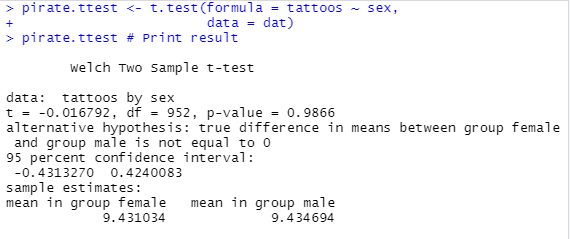 > pirate.ttest <- t.test(formula = tattoos ~ sex,
+                        data = dat)
> pirate.ttest # Print result
        Welch Two Sample t-test
data:  tattoos by sex
t = -0.016792, df = 952, p-value = 0.9866
alternative hypothesis: true difference in means between group female
 and group male is not equal to 0
95 percent confidence interval:
 -0.4313270  0.4240083
sample estimates:
mean in group female   mean in group male
            9.431034             9.434694